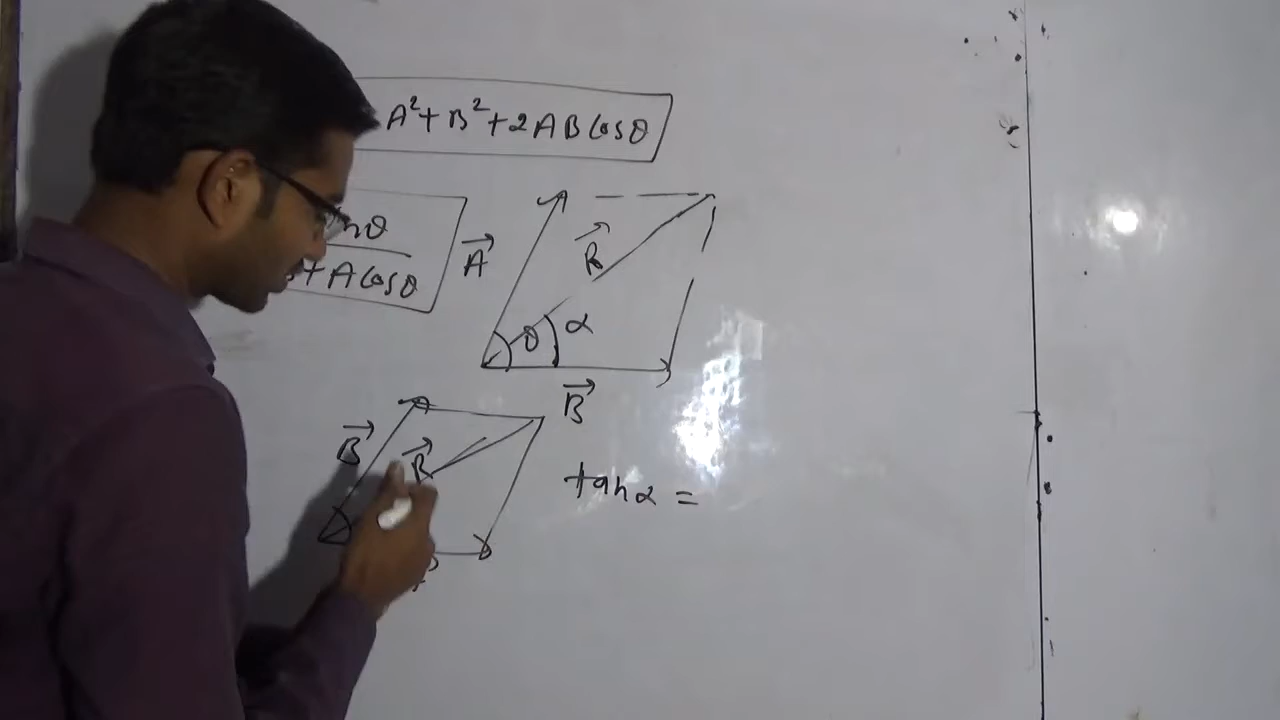 A²+B²+2ABCosθ
nθ
+ACosθ
A⃗
R⃗
θ
α
B⃗
B⃗
R⃗
tanα =